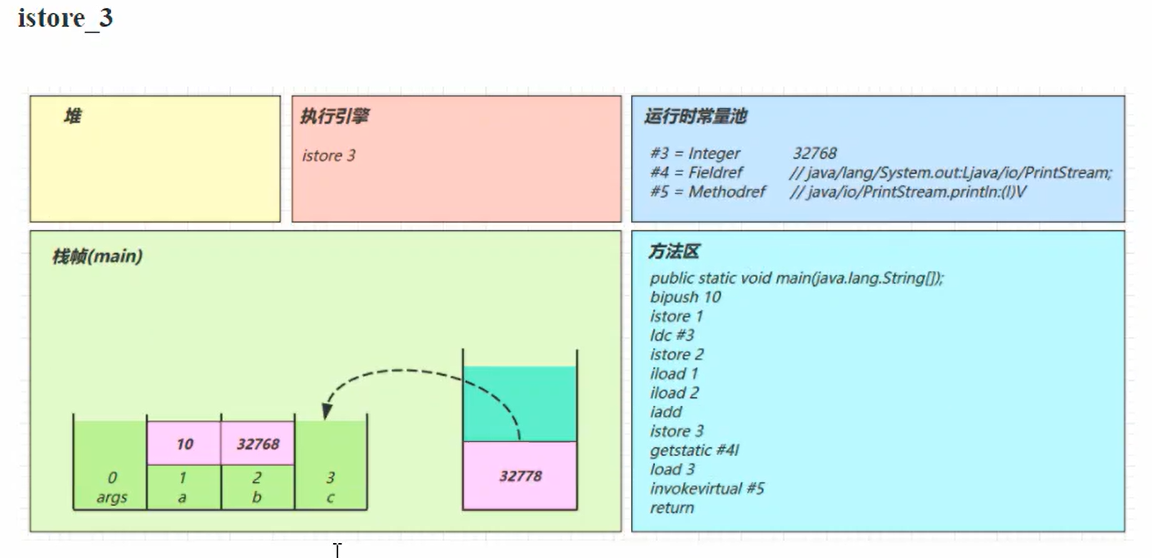 istore_3
堆
执行引擎
istore 3
运行时常量池
#3 = Integer 32768
#4 = Fieldref // java/lang/System.out:Ljava/io/PrintStream;
#5 = Methodref // java/io/PrintStream.println:(I)V
栈帧(main)
10 32768
0 1 2 3
args a b c
32778
方法区
public static void main(java.lang.String[]);
bipush 10
istore 1
ldc #3
istore 2
iload 1
iload 2
iadd
istore 3
getstatic #4l
load 3
invokevirtual #5
return